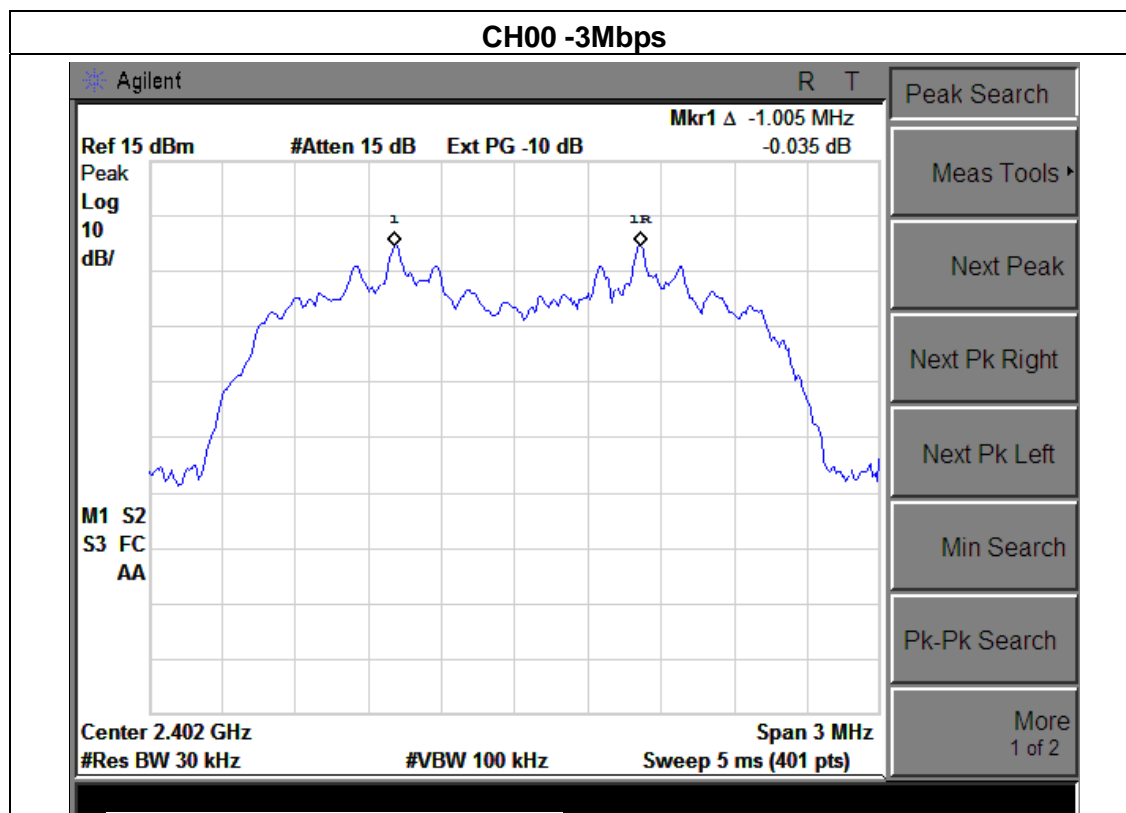 CH00 -3Mbps
Agilent R T
Mkr1 Δ -1.005 MHz
Ref 15 dBm #Atten 15 dB Ext PG -10 dB -0.035 dB
Peak
Log
10
dB/
1 1R
M1 S2
S3 FC
AA
Center 2.402 GHz Span 3 MHz
#Res BW 30 kHz #VBW 100 kHz Sweep 5 ms (401 pts)
Peak Search
Meas Tools
Next Peak
Next Pk Right
Next Pk Left
Min Search
Pk-Pk Search
More
1 of 2